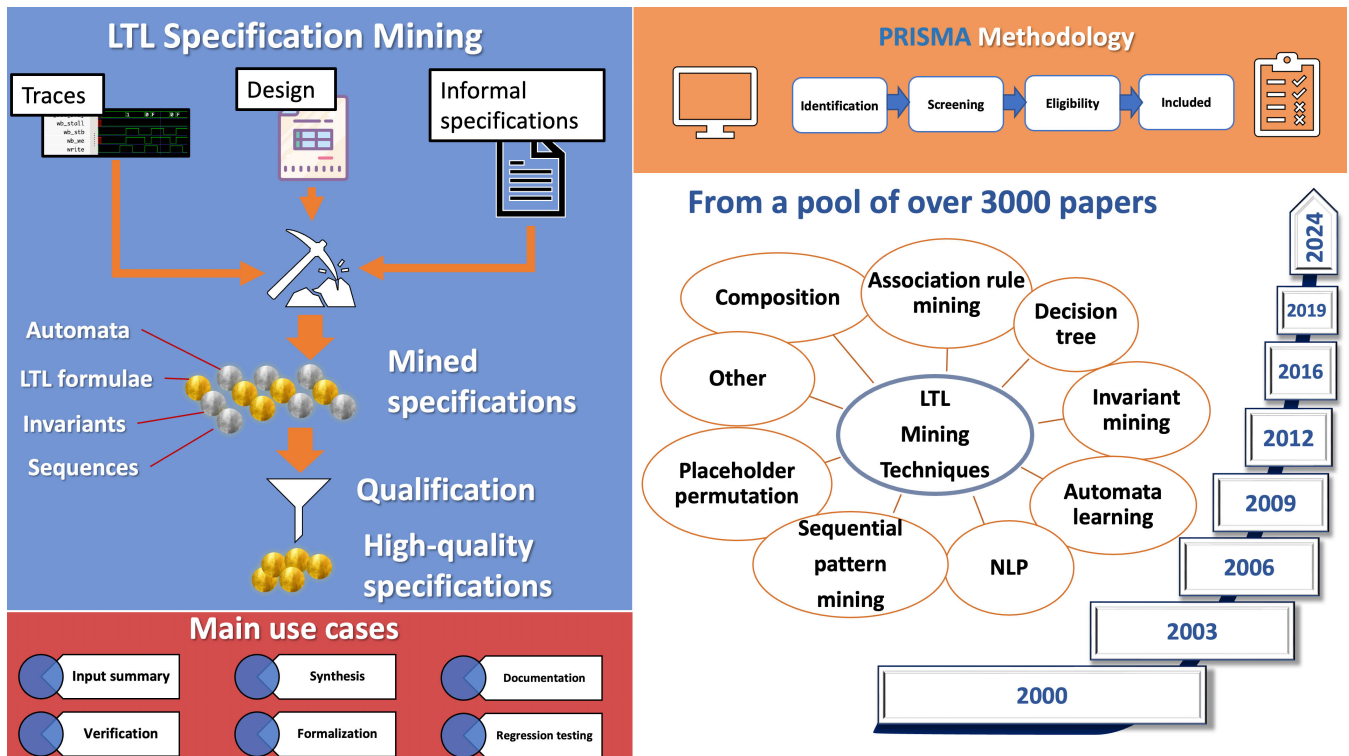 LTL Specification Mining
Traces
Design
Informal
specifications
wb_stall
wb_stb
wb_we
write
Automata
LTL formulae
Invariants
Sequences
Mined
specifications
Qualification
High-quality
specifications
Main use cases
Input summary
Synthesis
Documentation
Verification
Formalization
Regression testing
PRISMA Methodology
Identification
Screening
Eligibility
Included
From a pool of over 3000 papers
Composition
Association rule
mining
Decision
tree
Other
LTL
Mining
Techniques
Invariant
mining
Placeholder
permutation
Automata
learning
Sequential
pattern
mining
NLP
2024
2019
2016
2012
2009
2006
2003
2000